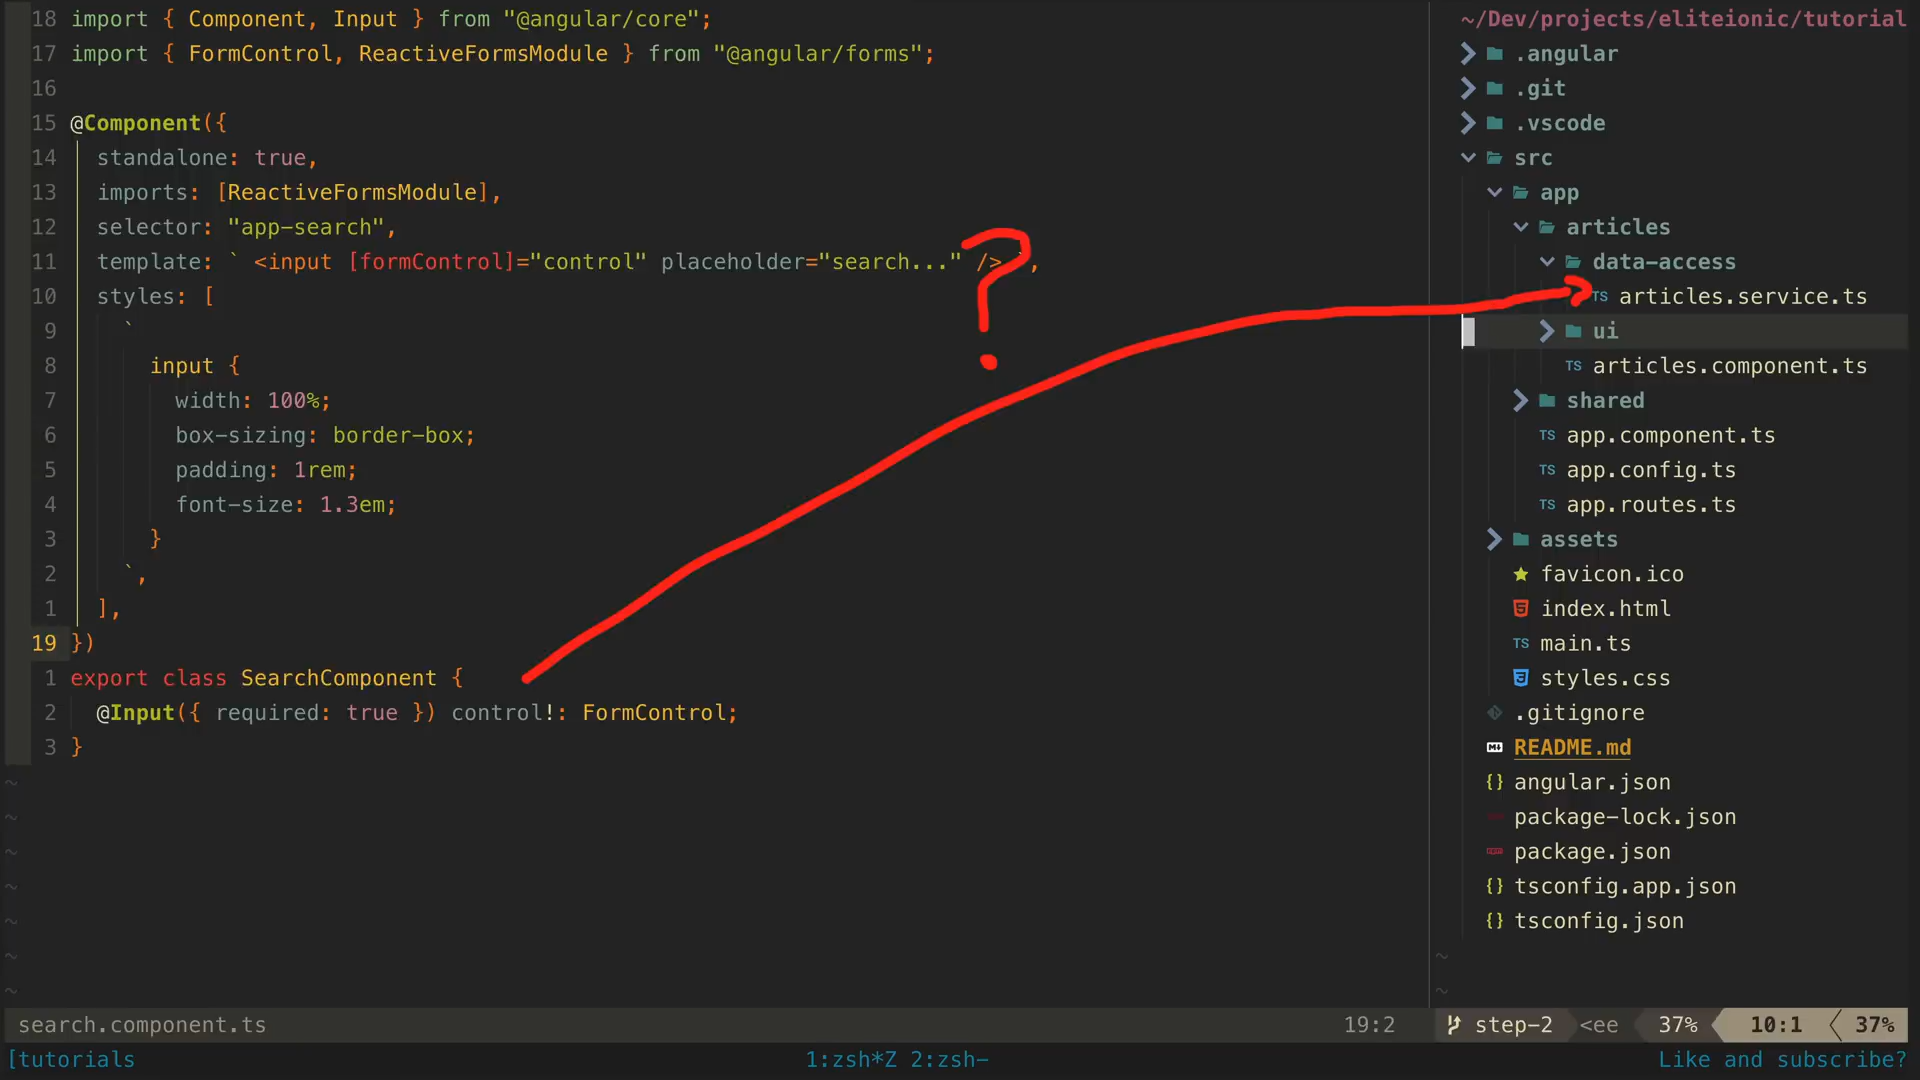 18 import { Component, Input } from "@angular/core";
17 import { FormControl, ReactiveFormsModule } from "@angular/forms";
16
15 @Component({
14   standalone: true,
13   imports: [ReactiveFormsModule],
12   selector: "app-search",
11   template: ` <input [formControl]="control" placeholder="search..." /> `,
10   styles: [
9     `
8       input {
7         width: 100%;
6         box-sizing: border-box;
5         padding: 1rem;
4         font-size: 1.3em;
3       }
2     `,
1   ],
19 })
1 export class SearchComponent {
2   @Input({ required: true }) control!: FormControl;
3 }
~
~
~
~
~
~
~
?
~/Dev/projects/eliteionic/tutorial
.angular
.git
.vscode
src
app
articles
data-access
TS articles.service.ts
ui
TS articles.component.ts
shared
TS app.component.ts
TS app.config.ts
TS app.routes.ts
assets
favicon.ico
index.html
TS main.ts
styles.css
.gitignore
README.md
{} angular.json
package-lock.json
package.json
{} tsconfig.app.json
{} tsconfig.json
~
~
search.component.ts 19:2 step-2 <ee 37% 10:1 37%
[tutorials 1:zsh*Z 2:zsh- Like and subscribe?